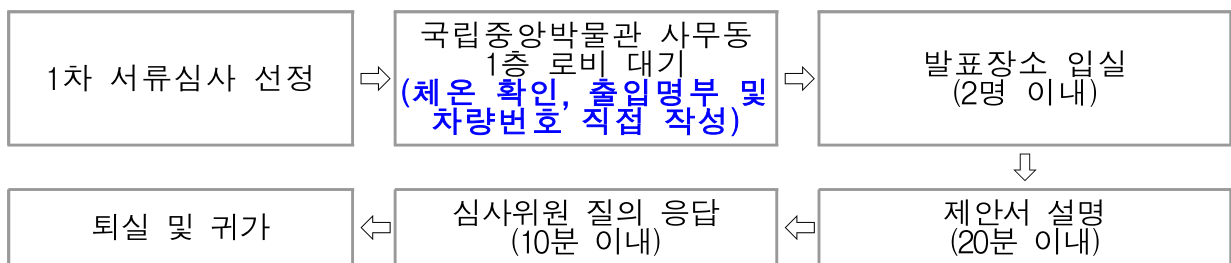 1차 서류심사 선정
국립중앙박물관 사무동
1층 로비 대기
(체온 확인, 출입명부 및
차량번호 직접 작성)
발표장소 입실
(2명 이내)
제안서 설명
(20분 이내)
심사위원 질의 응답
(10분 이내)
퇴실 및 귀가